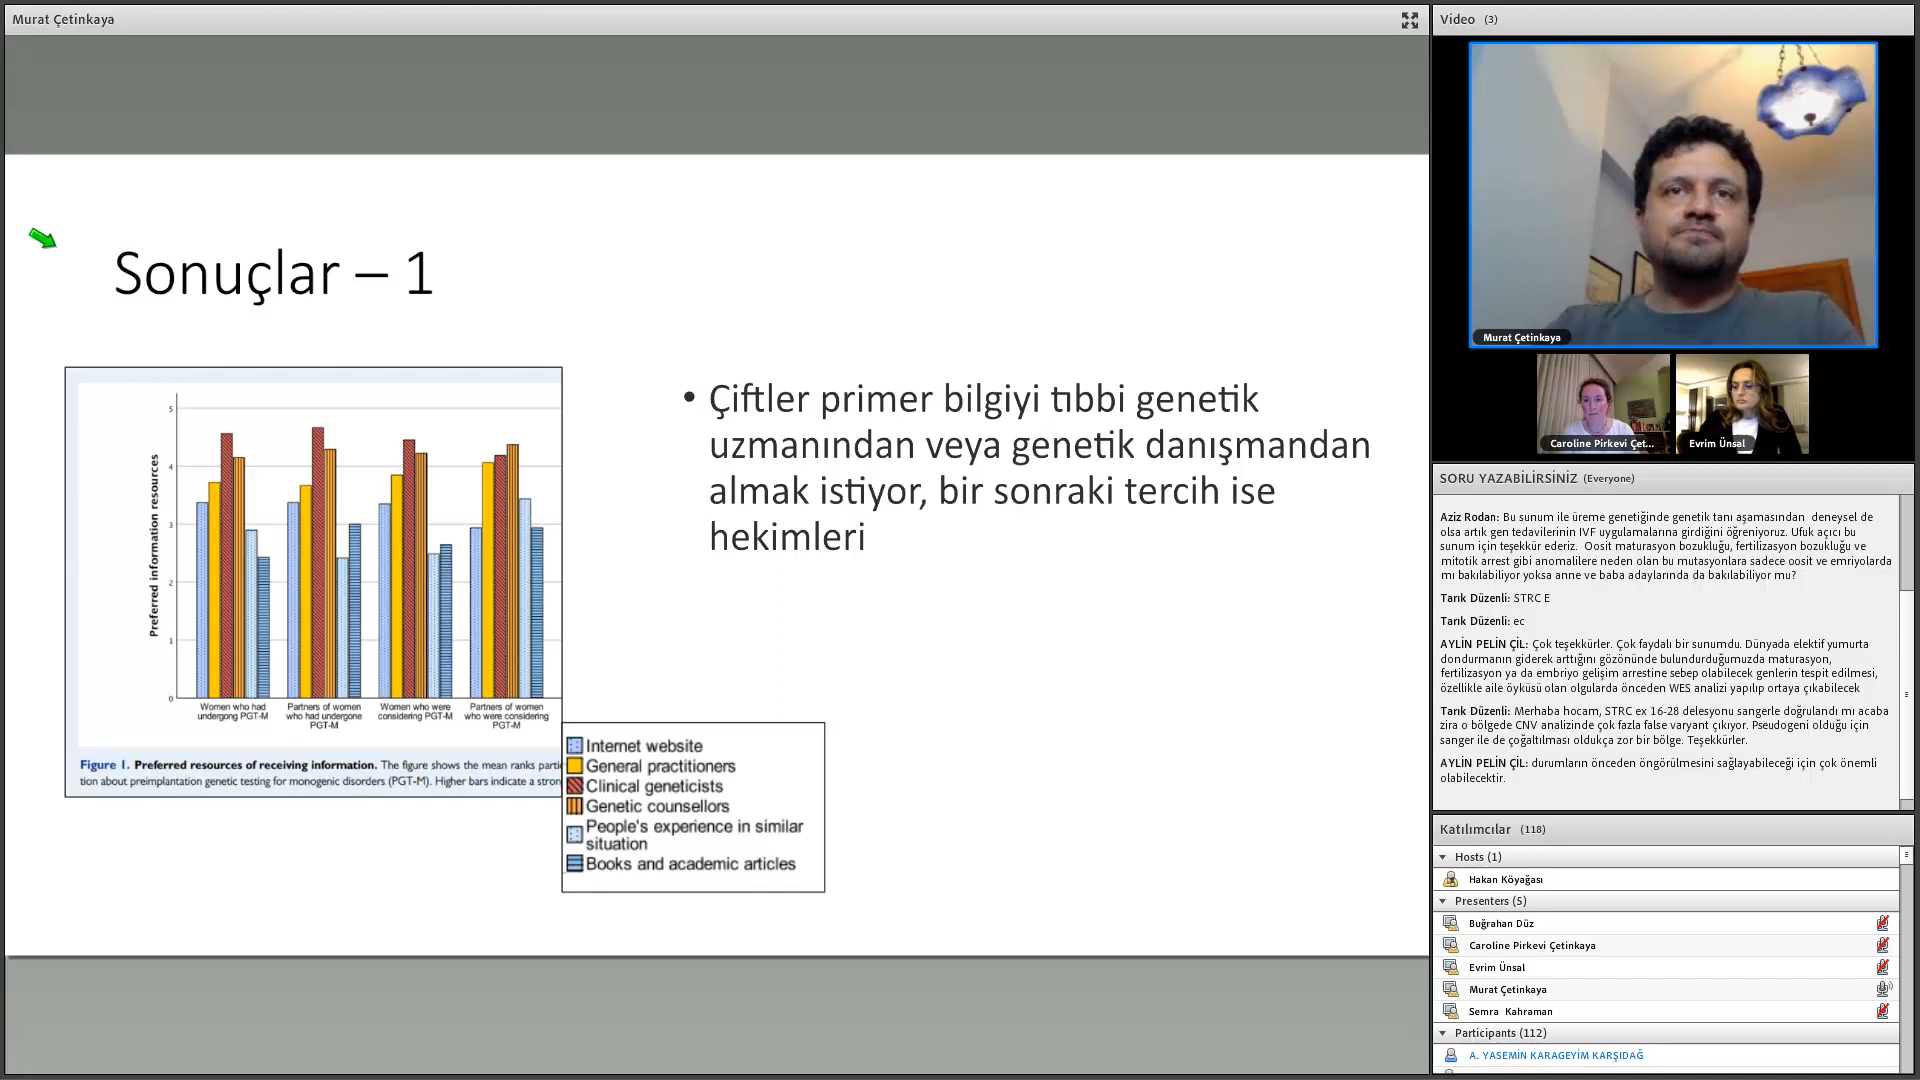 Murat Çetinkaya
Sonuçlar – 1
Preferred information resources
5
4
3
2
1
0
Women who had
undergong PGT-M
Partners of women
who had undergone
PGT-M
Women who were
considering PGT-M
Partners of women
who were considering
PGT-M
Figure 1. Preferred resources of receiving information. The figure shows the mean ranks parti
tion about preimplantation genetic testing for monogenic disorders (PGT-M). Higher bars indicate a stron
Internet website
General practitioners
Clinical geneticists
Genetic counsellors
People's experience in similar
situation
Books and academic articles
• Çiftler primer bilgiyi tıbbi genetik
uzmanından veya genetik danışmandan
almak istiyor, bir sonraki tercih ise
hekimleri
Video (3)
Murat Çetinkaya
Caroline Pirkevi Çet...
Evrim Ünsal
SORU YAZABİLİRSİNİZ (Everyone)
Aziz Rodan: Bu sunum ile üreme genetiğinde genetik tanı aşamasından deneysel de
olsa artık gen tedavilerinin IVF uygulamalarına girdiğini öğreniyoruz. Ufuk açıcı bu
sunum için teşekkür ederiz. Oosit maturasyon bozukluğu, fertilizasyon bozukluğu ve
mitotik arrest gibi anomalilere neden olan bu mutasyonlara sadece oosit ve emriyolarda
mı bakılabiliyor yoksa anne ve baba adaylarında da bakılabiliyor mu?
Tarık Düzenli: STRC E
Tarık Düzenli: ec
AYLİN PELİN ÇİL: Çok teşekkürler. Çok faydalı bir sunumdu. Dünyada elektif yumurta
dondurmanın giderek arttığını gözönünde bulundurduğumuzda maturasyon,
fertilizasyon ya da embriyo gelişim arrestine sebep olabilecek genlerin tespit edilmesi,
özellikle aile öyküsü olan olgularda önceden WES analizi yapılıp ortaya çıkabilecek
Tarık Düzenli: Merhaba hocam, STRC ex 16-28 delesyonu sangerle doğrulandı mı acaba
zira o bölgede CNV analizinde çok fazla false varyant çıkıyor. Pseudogeni olduğu için
sanger ile de çoğaltılması oldukça zor bir bölge. Teşekkürler.
AYLİN PELİN ÇİL: durumların önceden öngörülmesini sağlayabileceği için çok önemli
olabilecektir.
Katılımcılar (118)
Hosts (1)
Hakan Köyağası
Presenters (5)
Buğrahan Düz
Caroline Pirkevi Çetinkaya
Evrim Ünsal
Murat Çetinkaya
Semra Kahraman
Participants (112)
A. YASEMİN KARAGEYİM KARŞIDAĞ